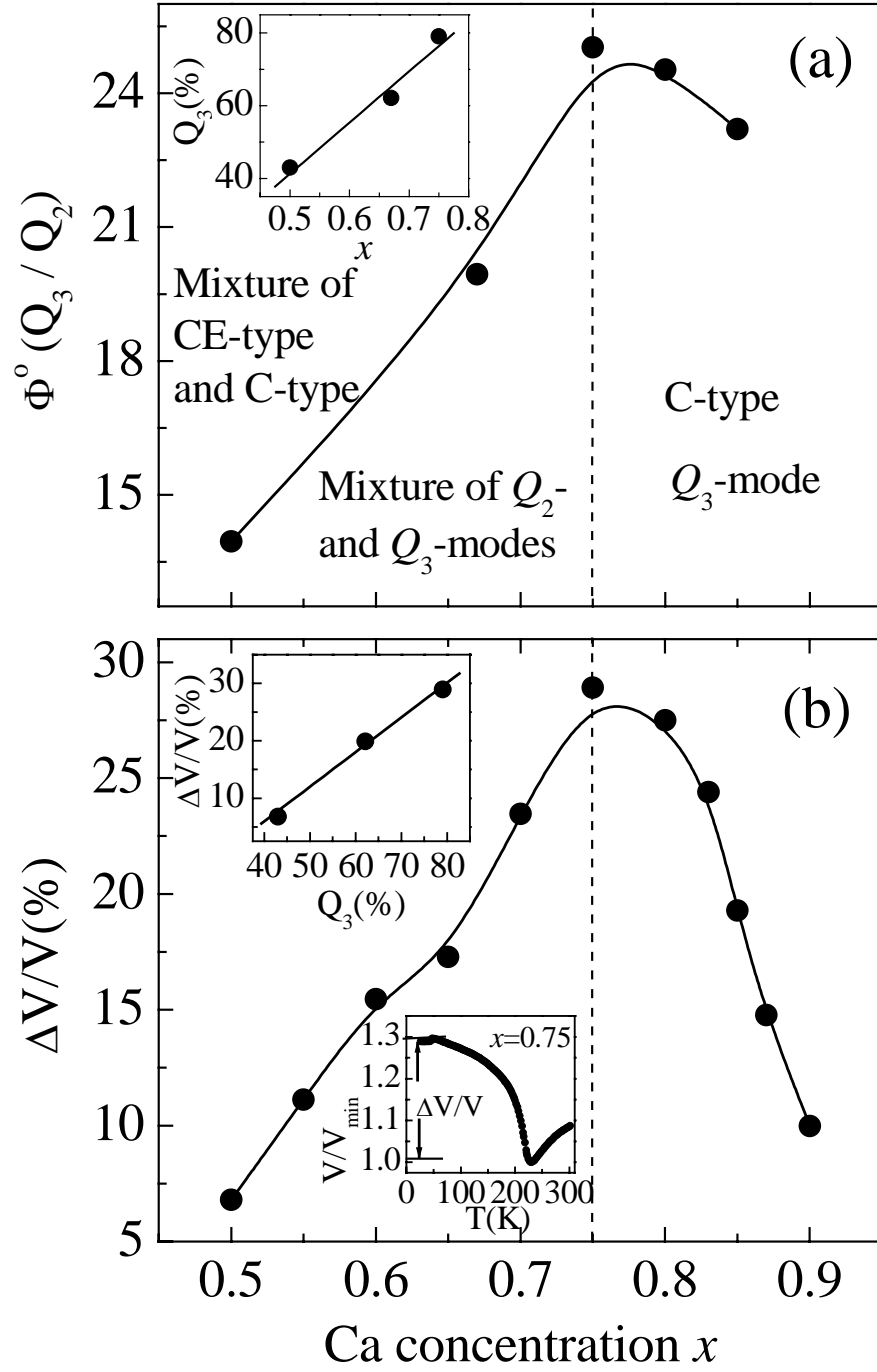 (a)
Φ° (Q₃ / Q₂)
24
21
18
15
Q₃(%)
80
60
40
0.5 0.6 0.7 0.8
x
Mixture of
CE-type
and C-type
C-type
Q₃-mode
Mixture of Q₂-
and Q₃-modes
(b)
ΔV/V(%)
30
25
20
15
10
5
ΔV/V(%)
30
20
10
40 50 60 70 80
Q₃(%)
V/Vmin
1.3
1.2
1.1
1.0
x=0.75
ΔV/V
0 100 200 300
T(K)
0.5 0.6 0.7 0.8 0.9
Ca concentration x